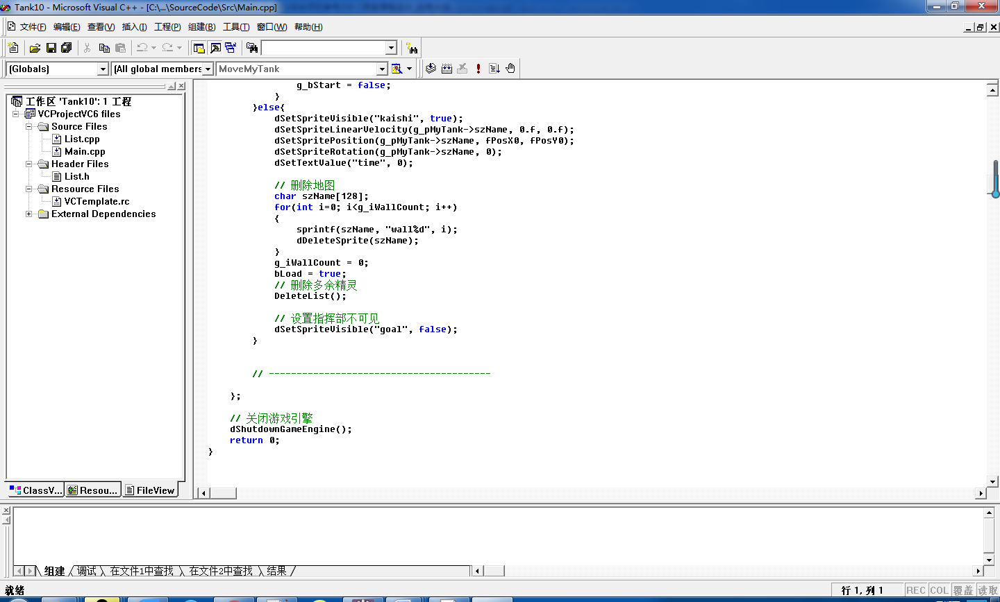 Tank10 - Microsoft Visual C++ - [C:\...\SourceCode\Src\Main.cpp]
文件(F) 编辑(E) 查看(V) 插入(I) 工程(P) 组建(B) 工具(T) 窗口(W) 帮助(H)
(Globals) (All global members MoveMyTank
工作区 'Tank10': 1 工程
VCProjectVC6 files
Source Files
List.cpp
Main.cpp
Header Files
List.h
Resource Files
VCTemplate.rc
External Dependencies
ClassV... Resou... FileView
g_bStart = false;
}
}else{
dSetSpriteVisible("kaishi", true);
dSetSpriteLinearVelocity(g_pMyTank->szName, 0.f, 0.f);
dSetSpritePosition(g_pMyTank->szName, fPosX0, fPosY0);
dSetSpriteRotation(g_pMyTank->szName, 0);
dSetTextValue("time", 0);
// 删除地图
char szName[128];
for(int i=0; i<g_iWallCount; i++)
{
sprintf(szName, "wall%d", i);
dDeleteSprite(szName);
}
g_iWallCount = 0;
bLoad = true;
// 删除多余精灵
DeleteList();
// 设置指挥部不可见
dSetSpriteVisible("goal", false);
}
// ----------------------------------------
};
// 关闭游戏引擎
dShutdownGameEngine();
return 0;
}
组建 调试 在文件1中查找 在文件2中查找 结果
就绪 行 1, 列 1 REC COL 覆盖 读取